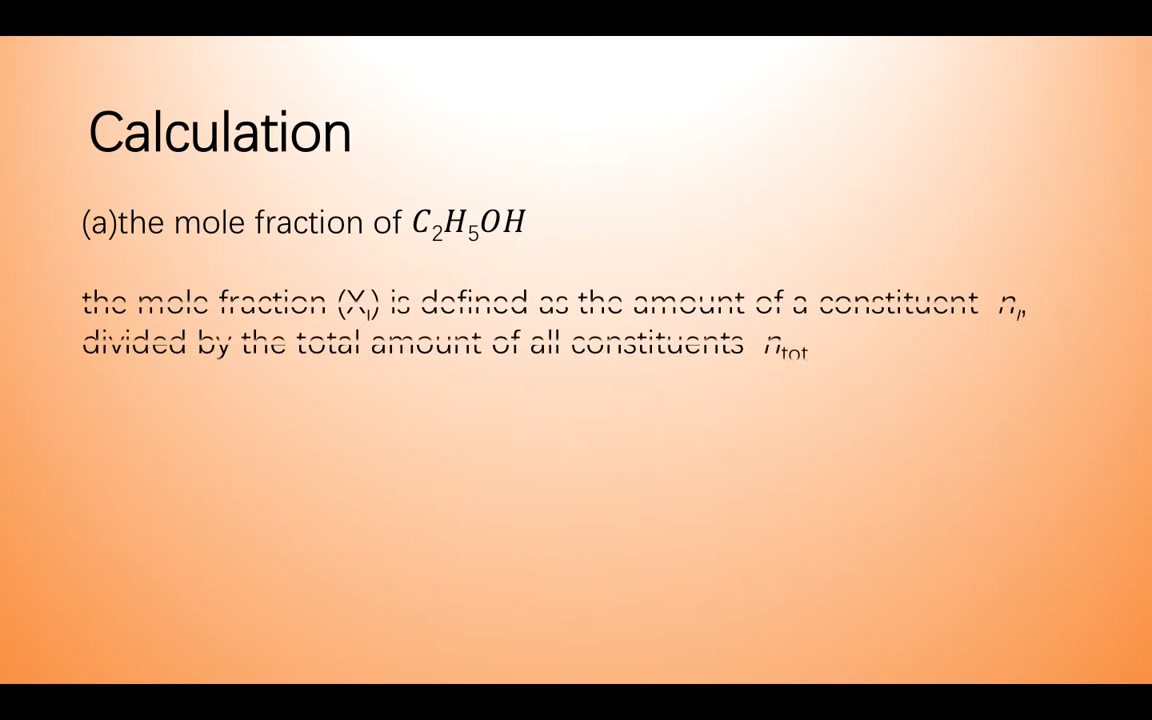 Calculation
(a)the mole fraction of C₂H₅OH
the mole fraction (Xᵢ) is defined as the amount of a constituent nᵢ,
divided by the total amount of all constituents nₜₒₜ